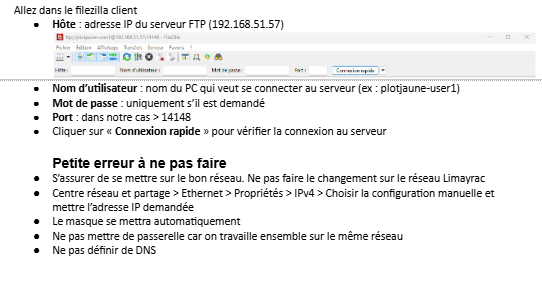 Allez dans le filezilla client
● Hôte : adresse IP du serveur FTP (192.168.51.57)
ftp://plotjaune-user1@192.168.51.57:14148 - FileZilla
Fichier Édition Affichage Transfert Serveur Favoris ?
Hôte : Nom d'utilisateur : Mot de passe : Port : Connexion rapide
● Nom d'utilisateur : nom du PC qui veut se connecter au serveur (ex : plotjaune-user1)
● Mot de passe : uniquement s'il est demandé
● Port : dans notre cas > 14148
● Cliquer sur « Connexion rapide » pour vérifier la connexion au serveur
Petite erreur à ne pas faire
● S'assurer de se mettre sur le bon réseau. Ne pas faire le changement sur le réseau Limayrac
● Centre réseau et partage > Ethernet > Propriétés > IPv4 > Choisir la configuration manuelle et
mettre l'adresse IP demandée
● Le masque se mettra automatiquement
● Ne pas mettre de passerelle car on travaille ensemble sur le même réseau
● Ne pas définir de DNS